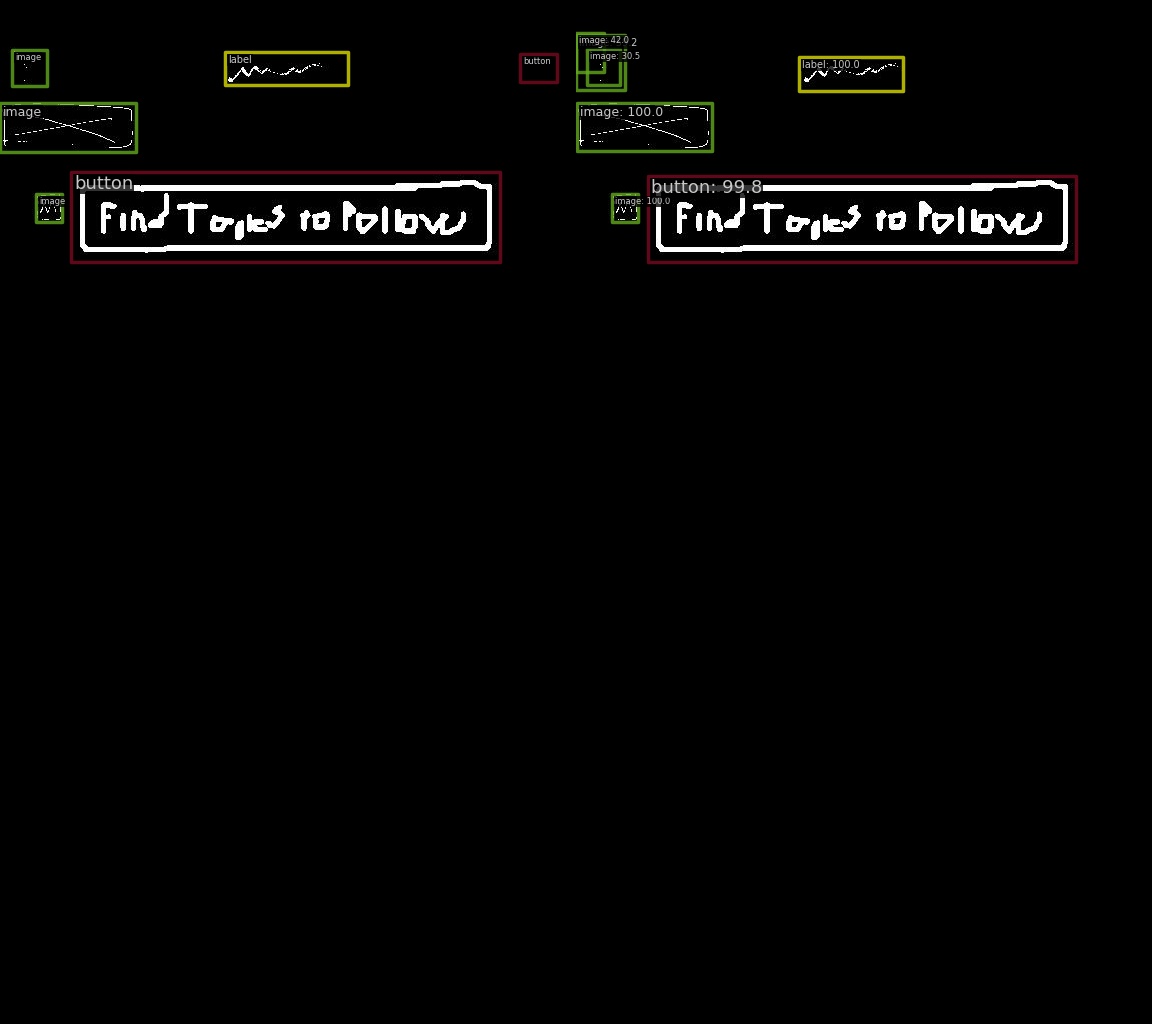 image: 42.0
image label button image: 30.5 label: 100.0
image image: 100.0
button button: 99.8
image image: 100.0
Find Topics to Follow Find Topics to Follow